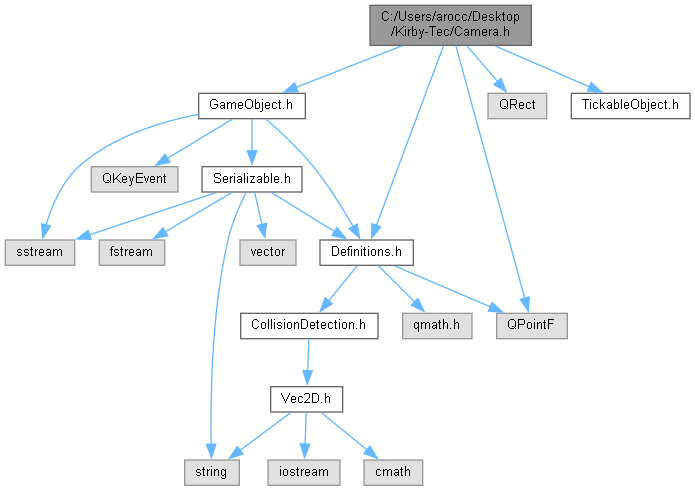 C:/Users/arocc/Desktop
/Kirby-Tec/Camera.h
GameObject.h
QRect
TickableObject.h
QKeyEvent
Serializable.h
sstream
fstream
vector
Definitions.h
CollisionDetection.h
qmath.h
QPointF
Vec2D.h
string
iostream
cmath